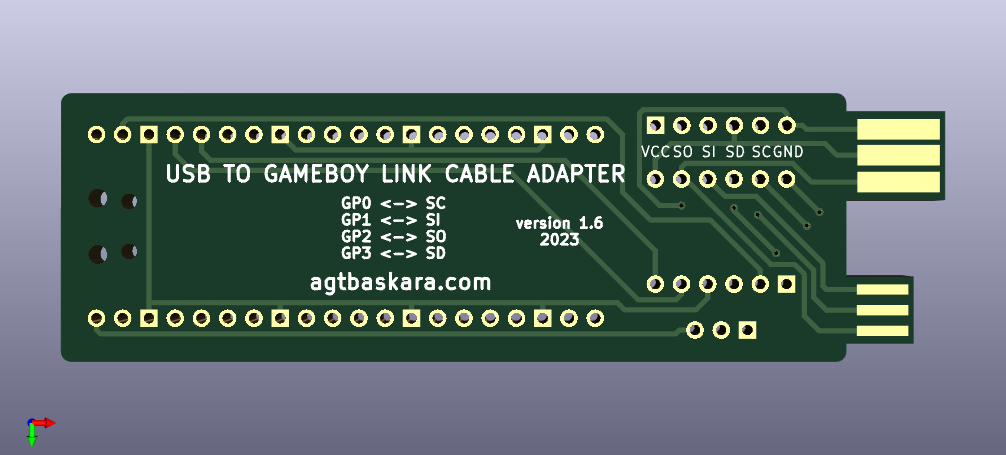 VCC SO SI SD SC GND
USB TO GAMEBOY LINK CABLE ADAPTER
GP0 <-> SC
GP1 <-> SI
GP2 <-> SO
GP3 <-> SD
version 1.6
2023
agtbaskara.com